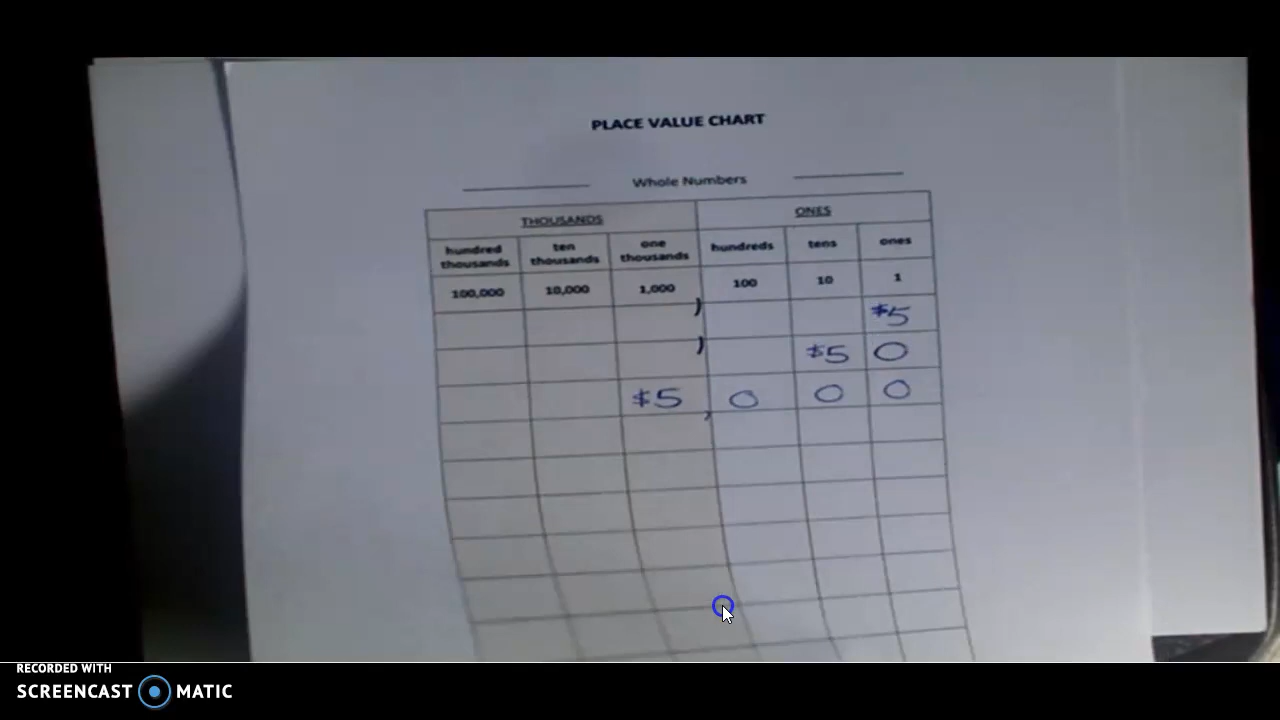 PLACE VALUE CHART
Whole Numbers
THOUSANDS ONES
hundred thousands ten thousands one thousands hundreds tens ones
100,000 10,000 1,000 100 10 1
, $5
, $5 0
$5 , 0 0 0
RECORDED WITH
SCREENCAST MATIC